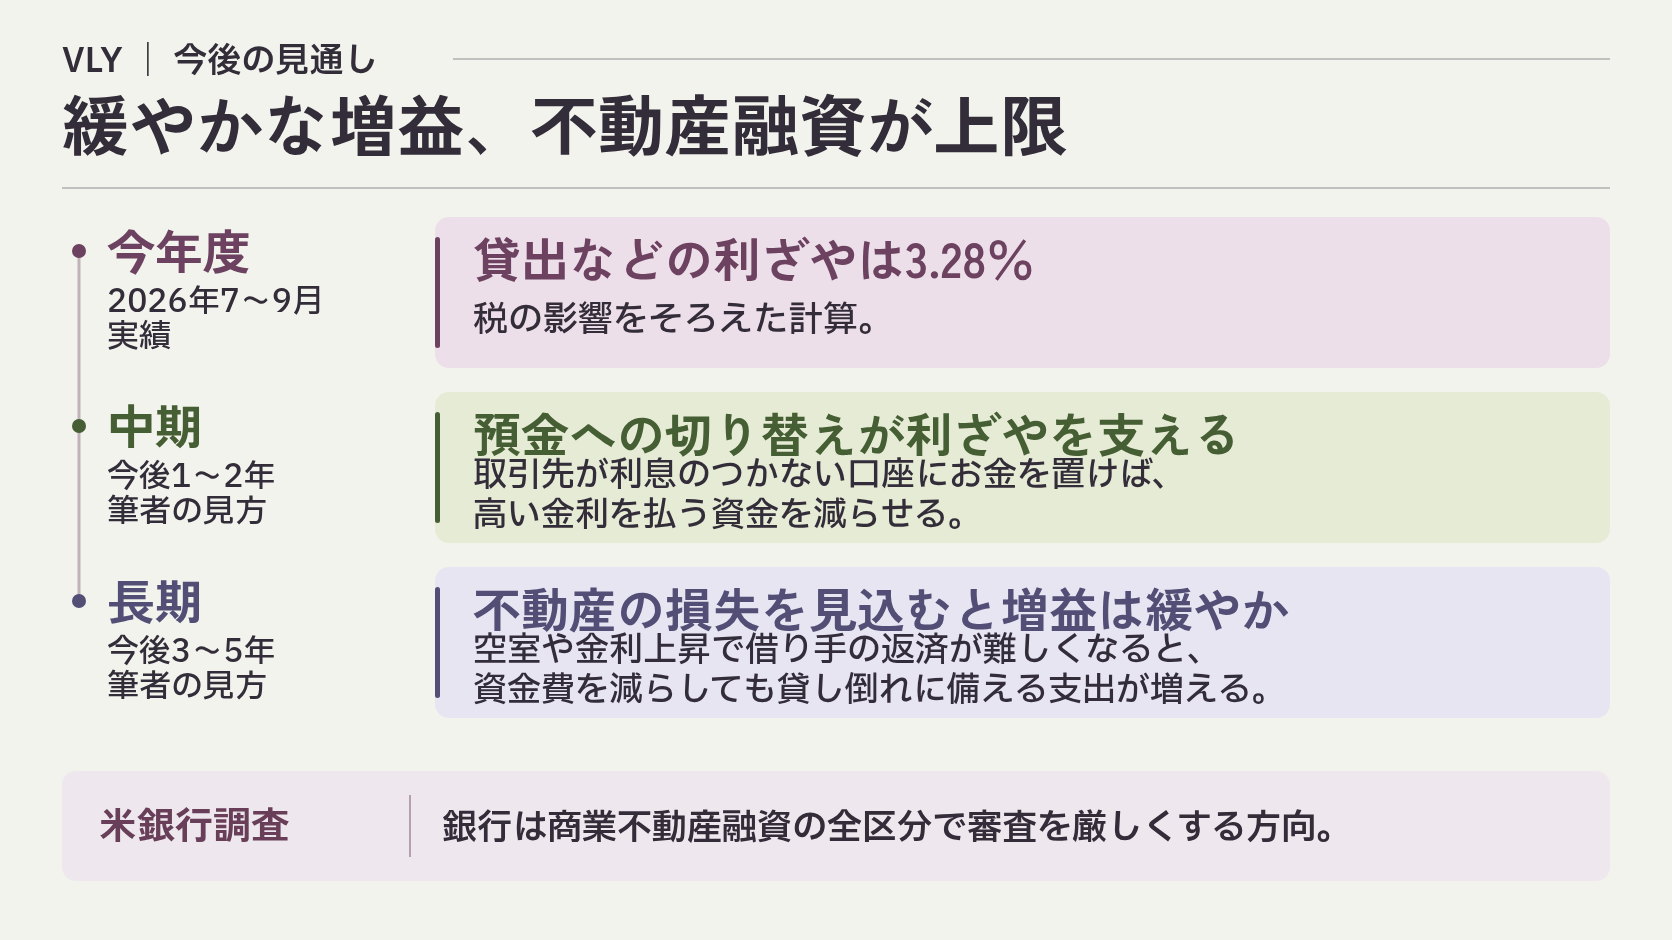 VLY｜今後の見通し
緩やかな増益、不動産融資が上限
今年度
2026年7〜9月
実績
貸出などの利ざやは3.28%
税の影響をそろえた計算。
中期
今後1〜2年
筆者の見方
預金への切り替えが利ざやを支える
取引先が利息のつかない口座にお金を置けば、
高い金利を払う資金を減らせる。
長期
今後3〜5年
筆者の見方
不動産の損失を見込むと増益は緩やか
空室や金利上昇で借り手の返済が難しくなると、
資金費を減らしても貸し倒れに備える支出が増える。
米銀行調査
銀行は商業不動産融資の全区分で審査を厳しくする方向。